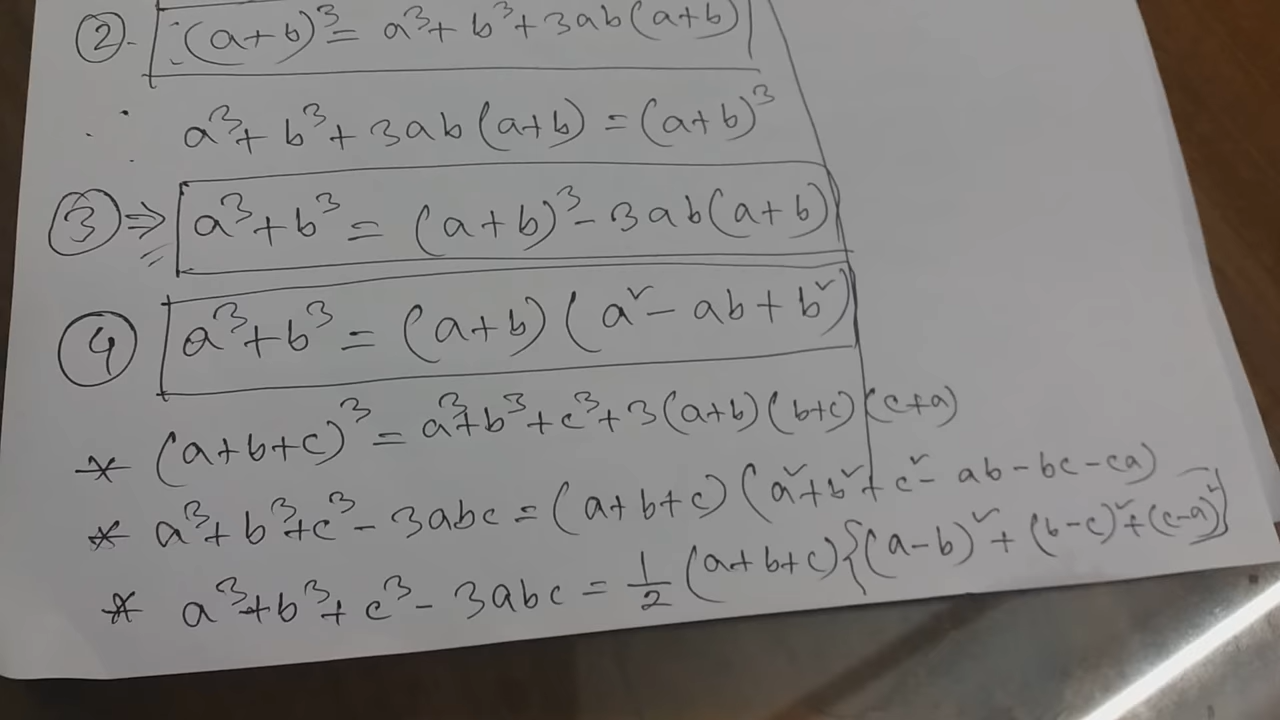 ②. (a+b)³ = a³+ b³+3ab(a+b)
∴ a³+ b³+3ab(a+b) = (a+b)³
③ ⇒ a³+b³ = (a+b)³-3ab(a+b)
④ a³+b³ = (a+b)(a²-ab+b²)
* (a+b+c)³ = a³+b³+c³+3(a+b)(b+c)(c+a)
* a³+b³+c³-3abc = (a+b+c)(a²+b²+c²-ab-bc-ca)
* a³+b³+c³-3abc = 1/2 (a+b+c){(a-b)²+(b-c)²+(c-a)²}